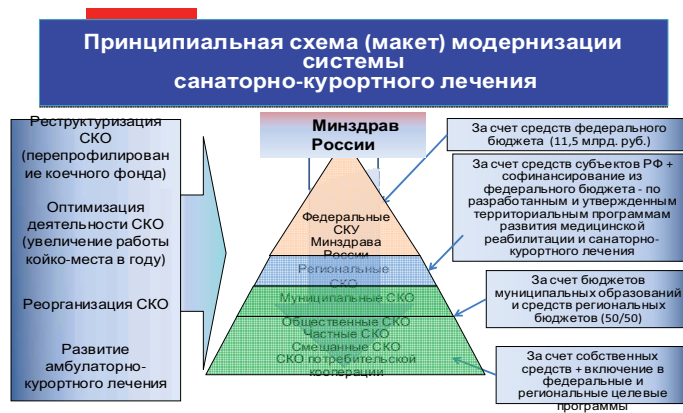 Принципиальная схема (макет) модернизации
системы
санаторно-курортного лечения
Реструктуризация
СКО
(перепрофилирован
ие коечного фонда)
Оптимизация
деятельности СКО
(увеличение работы
койко-места в году)
Реорганизация СКО
Развитие
амбулаторно-
курортного лечения
Минздрав
России
Федеральные
СКУ
Минздрава
России
Региональные
СКО
Муниципальные СКО
Общественные СКО
Частные СКО
Смешанные СКО
СКО потребительской
кооперации
За счет средств федерального
бюджета (11,5 млрд. руб.)
За счет средств субъектов РФ +
софинансирование из
федерального бюджета - по
разработанным и утвержденным
территориальным программам
развития медицинской
реабилитации и санаторно-
курортного лечения
За счет бюджетов
муниципальных образований
и средств региональных
бюджетов (50/50)
За счет собственных
средств + включение в
федеральные и
региональные целевые
программы